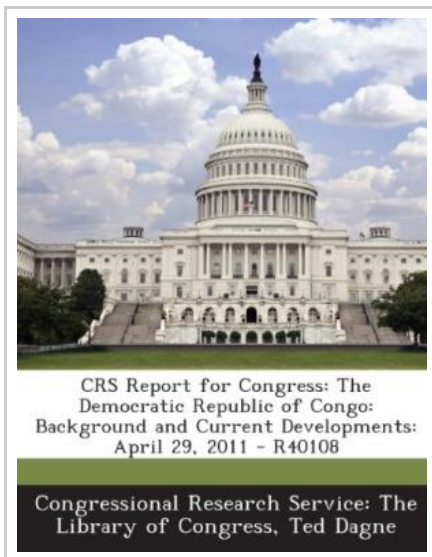 CRS Report for Congress: The
Democratic Republic of Congo:
Background and Current Developments:
April 29, 2011 - R40108
Congressional Research Service: The
Library of Congress, Ted Dagne